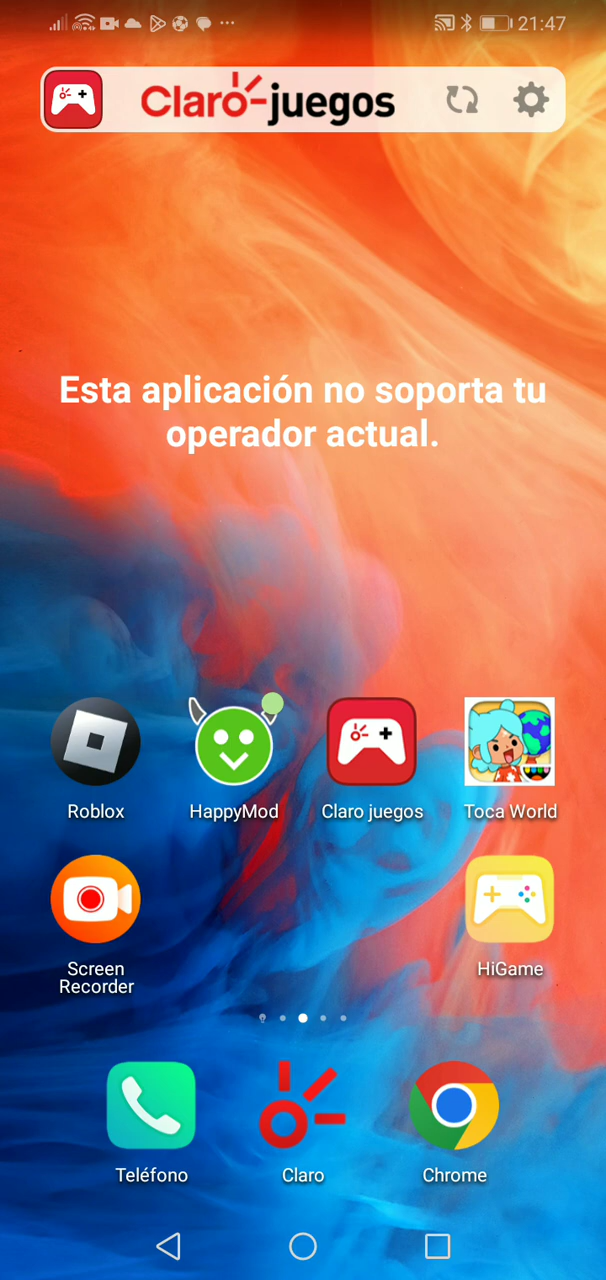 21:47
Claro-juegos
Esta aplicación no soporta tu
operador actual.
Roblox
HappyMod
Claro juegos
Toca World
Screen
Recorder
HiGame
Teléfono
Claro
Chrome